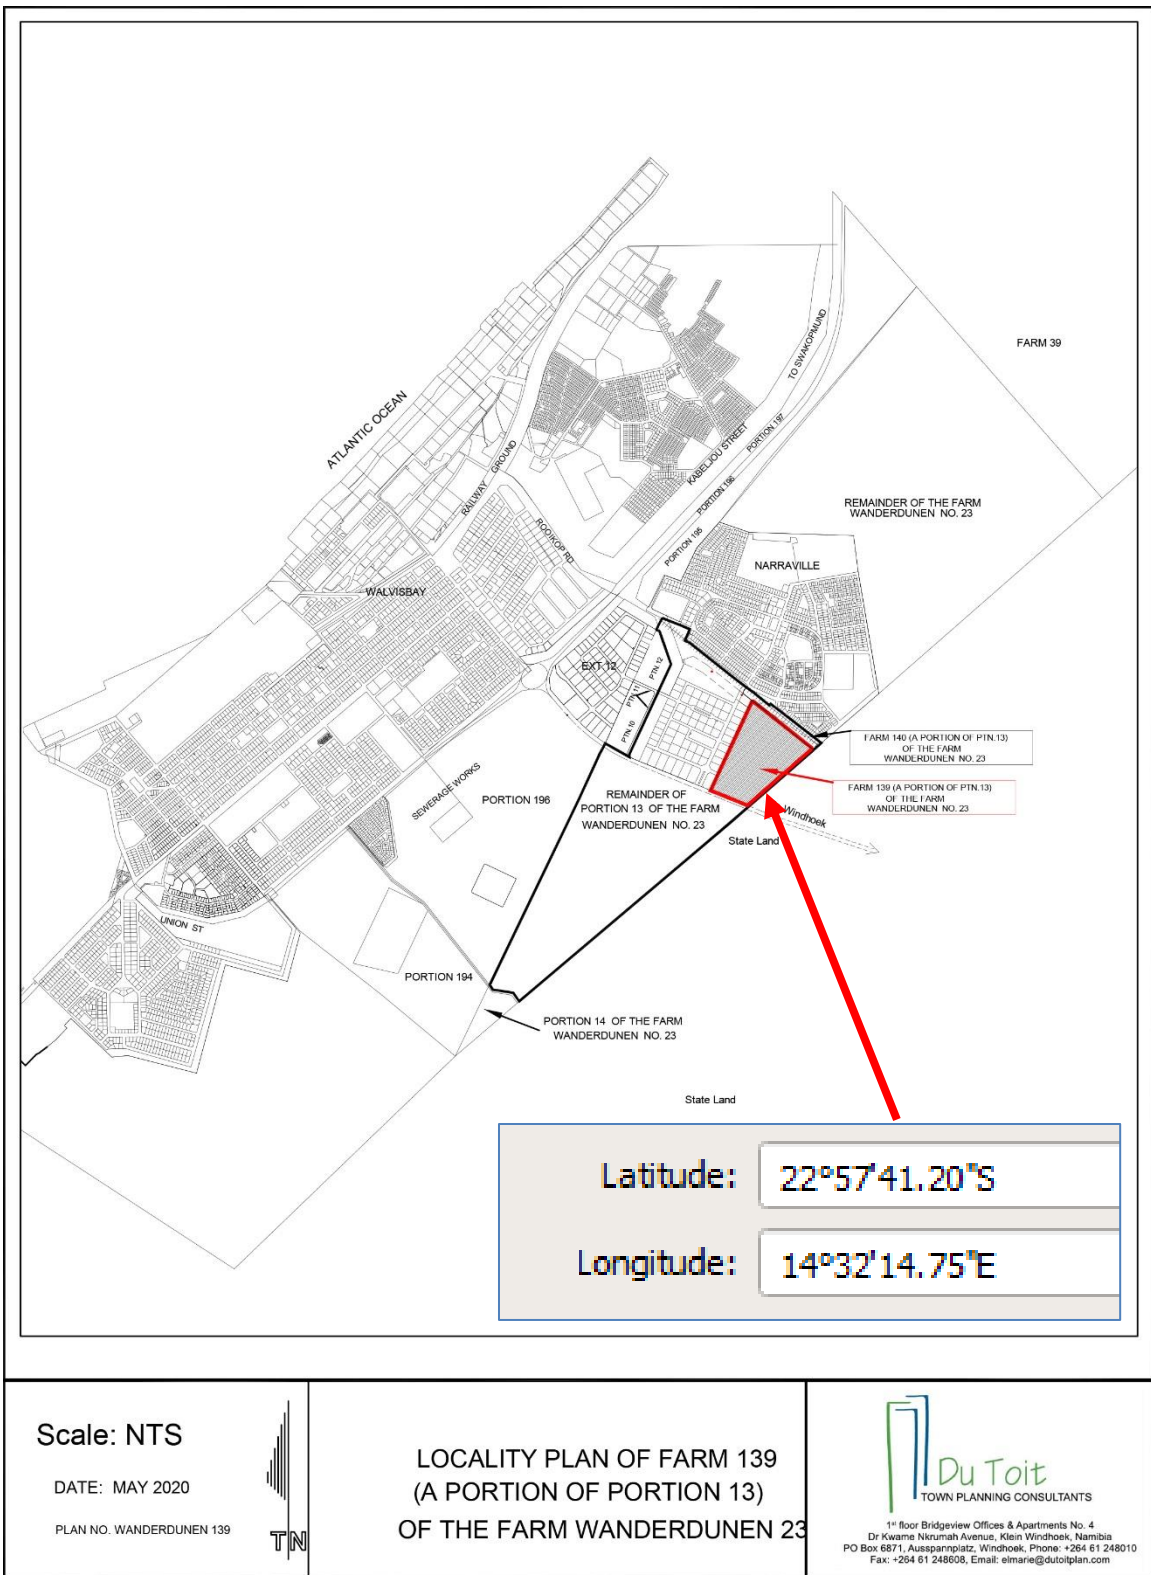 FARM 39
TO SWAKOPMUND
ATLANTIC OCEAN
KABELJOU STREET
PORTION 197
PORTION 196
PORTION 195
RAILWAY GROUND
ROOIKOP RD
REMAINDER OF THE FARM
WANDERDUNEN NO. 23
NARRAVILLE
WALVISBAY
EXT 12
PTN.12
PTN.11
PTN.10
FARM 140 (A PORTION OF PTN.13)
OF THE FARM
WANDERDUNEN NO. 23
FARM 139 (A PORTION OF PTN.13)
OF THE FARM
WANDERDUNEN NO. 23
SEWERAGE WORKS
PORTION 196
REMAINDER OF
PORTION 13 OF THE FARM
WANDERDUNEN NO. 23
Windhoek
State Land
UNION ST
PORTION 194
PORTION 14 OF THE FARM
WANDERDUNEN NO. 23
State Land
Latitude: 22°57'41.20"S
Longitude: 14°32'14.75"E
Scale: NTS
DATE: MAY 2020
PLAN NO. WANDERDUNEN 139
TN
LOCALITY PLAN OF FARM 139
(A PORTION OF PORTION 13)
OF THE FARM WANDERDUNEN 23
Du Toit
TOWN PLANNING CONSULTANTS
1st floor Bridgeview Offices & Apartments No. 4
Dr Kwame Nkrumah Avenue, Klein Windhoek, Namibia
PO Box 6871, Ausspannplatz, Windhoek, Phone: +264 61 248010
Fax: +264 61 248608, Email: elmarie@dutoitplan.com